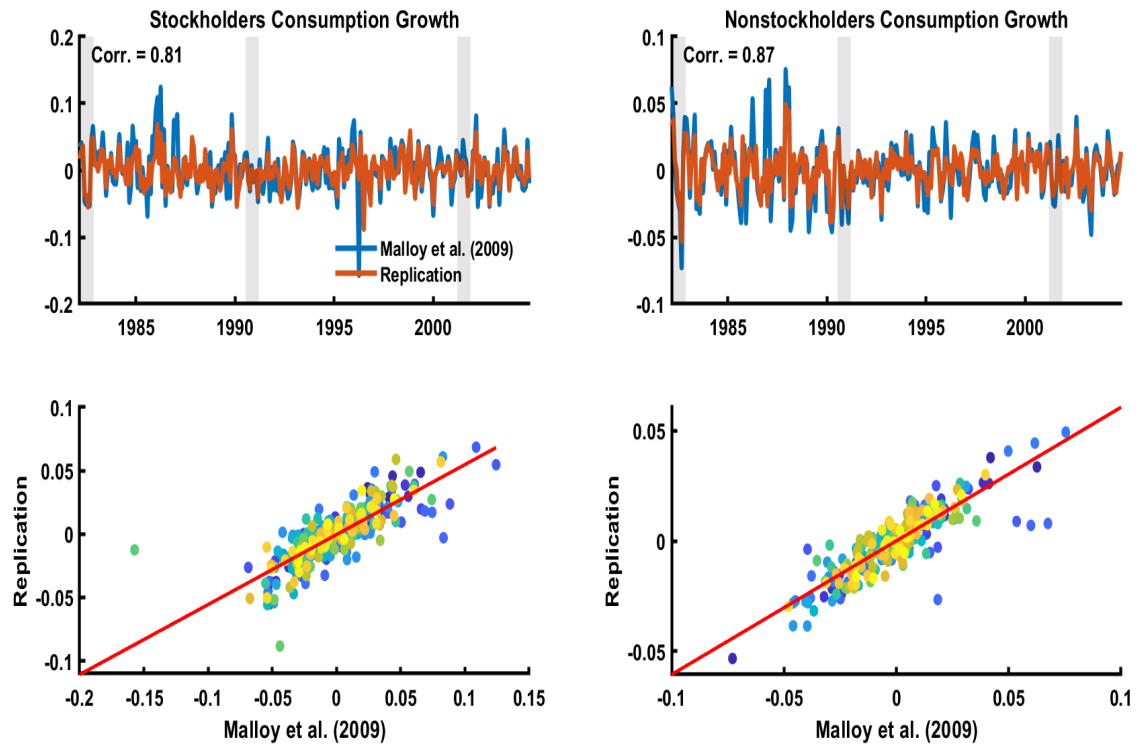 Stockholders Consumption Growth
0.2
0.1
0
-0.1
-0.2
Corr. = 0.81
Malloy et al. (2009)
Replication
1985 1990 1995 2000
Nonstockholders Consumption Growth
0.1
0.05
0
-0.05
-0.1
Corr. = 0.87
1985 1990 1995 2000
0.1
0.05
0
-0.05
-0.1
Replication
-0.2 -0.15 -0.1 -0.05 0 0.05 0.1 0.15
Malloy et al. (2009)
0.05
0
-0.05
Replication
-0.1 -0.05 0 0.05 0.1
Malloy et al. (2009)